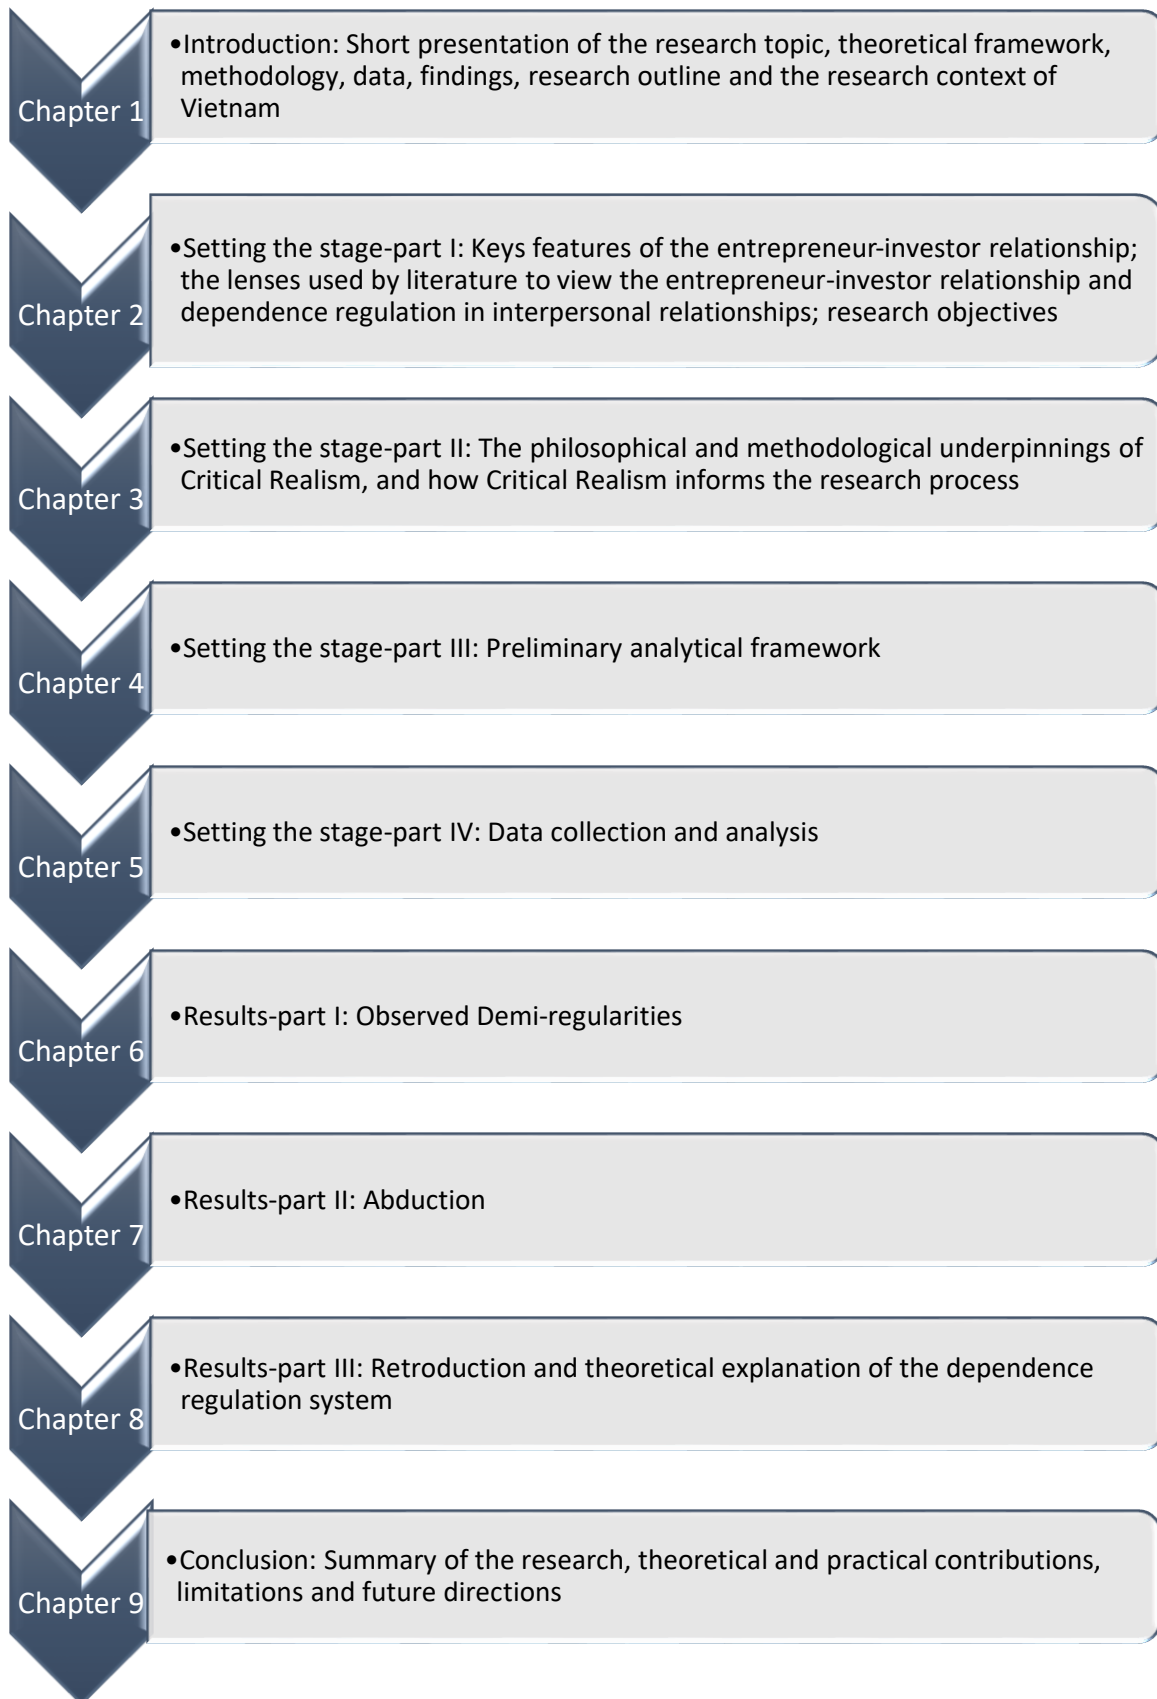 Chapter 1
•Introduction: Short presentation of the research topic, theoretical framework,
methodology, data, findings, research outline and the research context of
Vietnam
Chapter 2
•Setting the stage-part I: Keys features of the entrepreneur-investor relationship;
the lenses used by literature to view the entrepreneur-investor relationship and
dependence regulation in interpersonal relationships; research objectives
Chapter 3
•Setting the stage-part II: The philosophical and methodological underpinnings of
Critical Realism, and how Critical Realism informs the research process
Chapter 4
•Setting the stage-part III: Preliminary analytical framework
Chapter 5
•Setting the stage-part IV: Data collection and analysis
Chapter 6
•Results-part I: Observed Demi-regularities
Chapter 7
•Results-part II: Abduction
Chapter 8
•Results-part III: Retroduction and theoretical explanation of the dependence
regulation system
Chapter 9
•Conclusion: Summary of the research, theoretical and practical contributions,
limitations and future directions